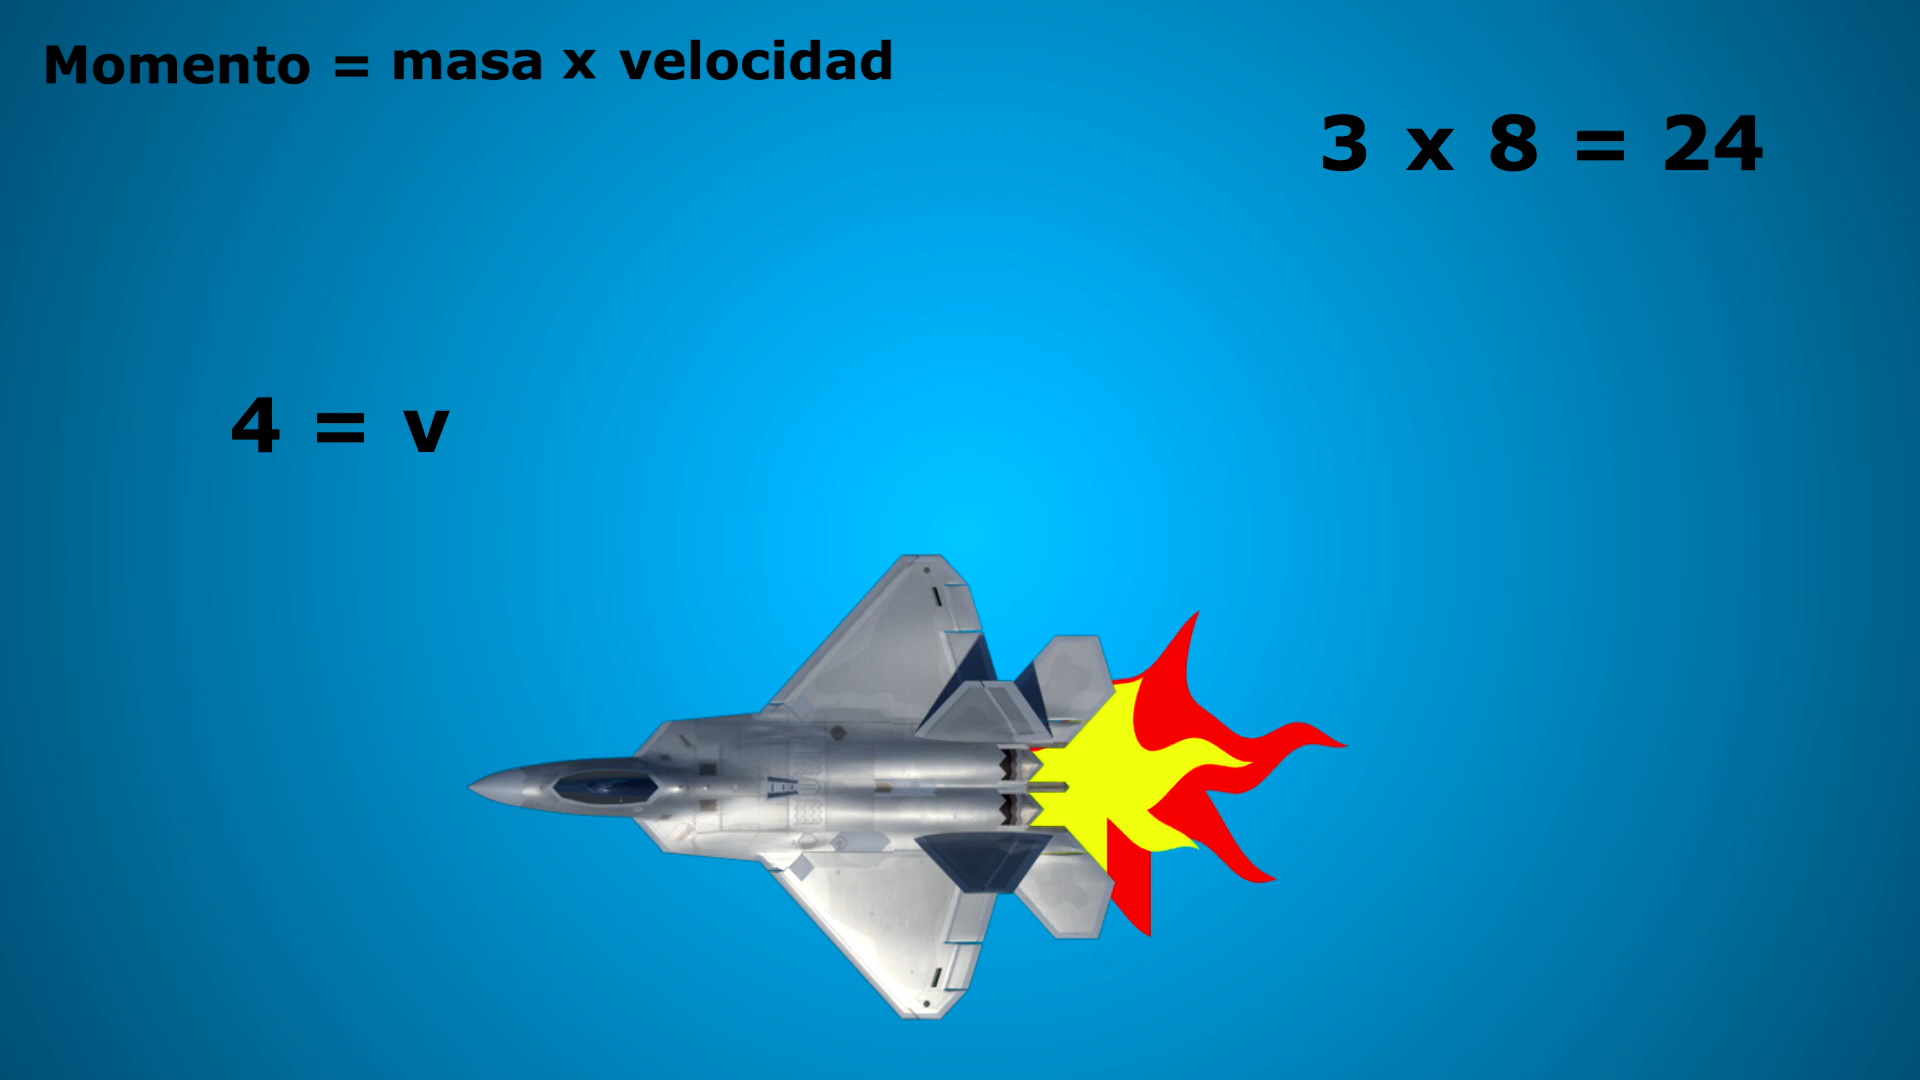 Momento = masa x velocidad
3 x 8 = 24
4 = v